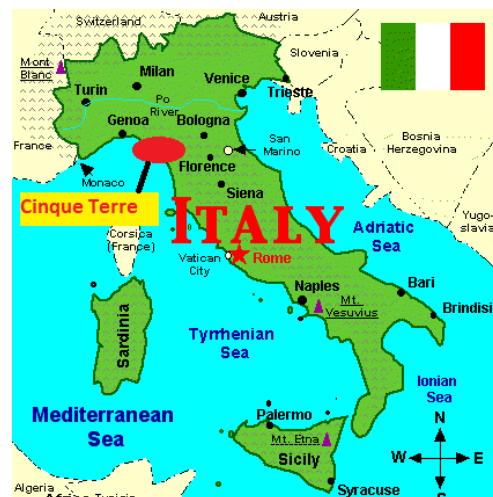 Switzerland
Austria
Mont
Blanc
Slovenia
Milan
Venice
Turin
Trieste
Po
River
Genoa
Bologna
Bosnia
Herzegovina
San
Marino
Croatia
France
Florence
Monaco
Siena
Cinque Terre
ITALY
Yugo-
slavia
Adriatic
Sea
Corsica
(France)
Vatican
City
Rome
Naples
Bari
Mt.
Vesuvius
Brindisi
Sardinia
Tyrrhenian
Sea
Ionian
Sea
Mediterranean
Sea
Palermo
N
Mt. Etna
W
E
Sicily
Syracuse
S
Algeria